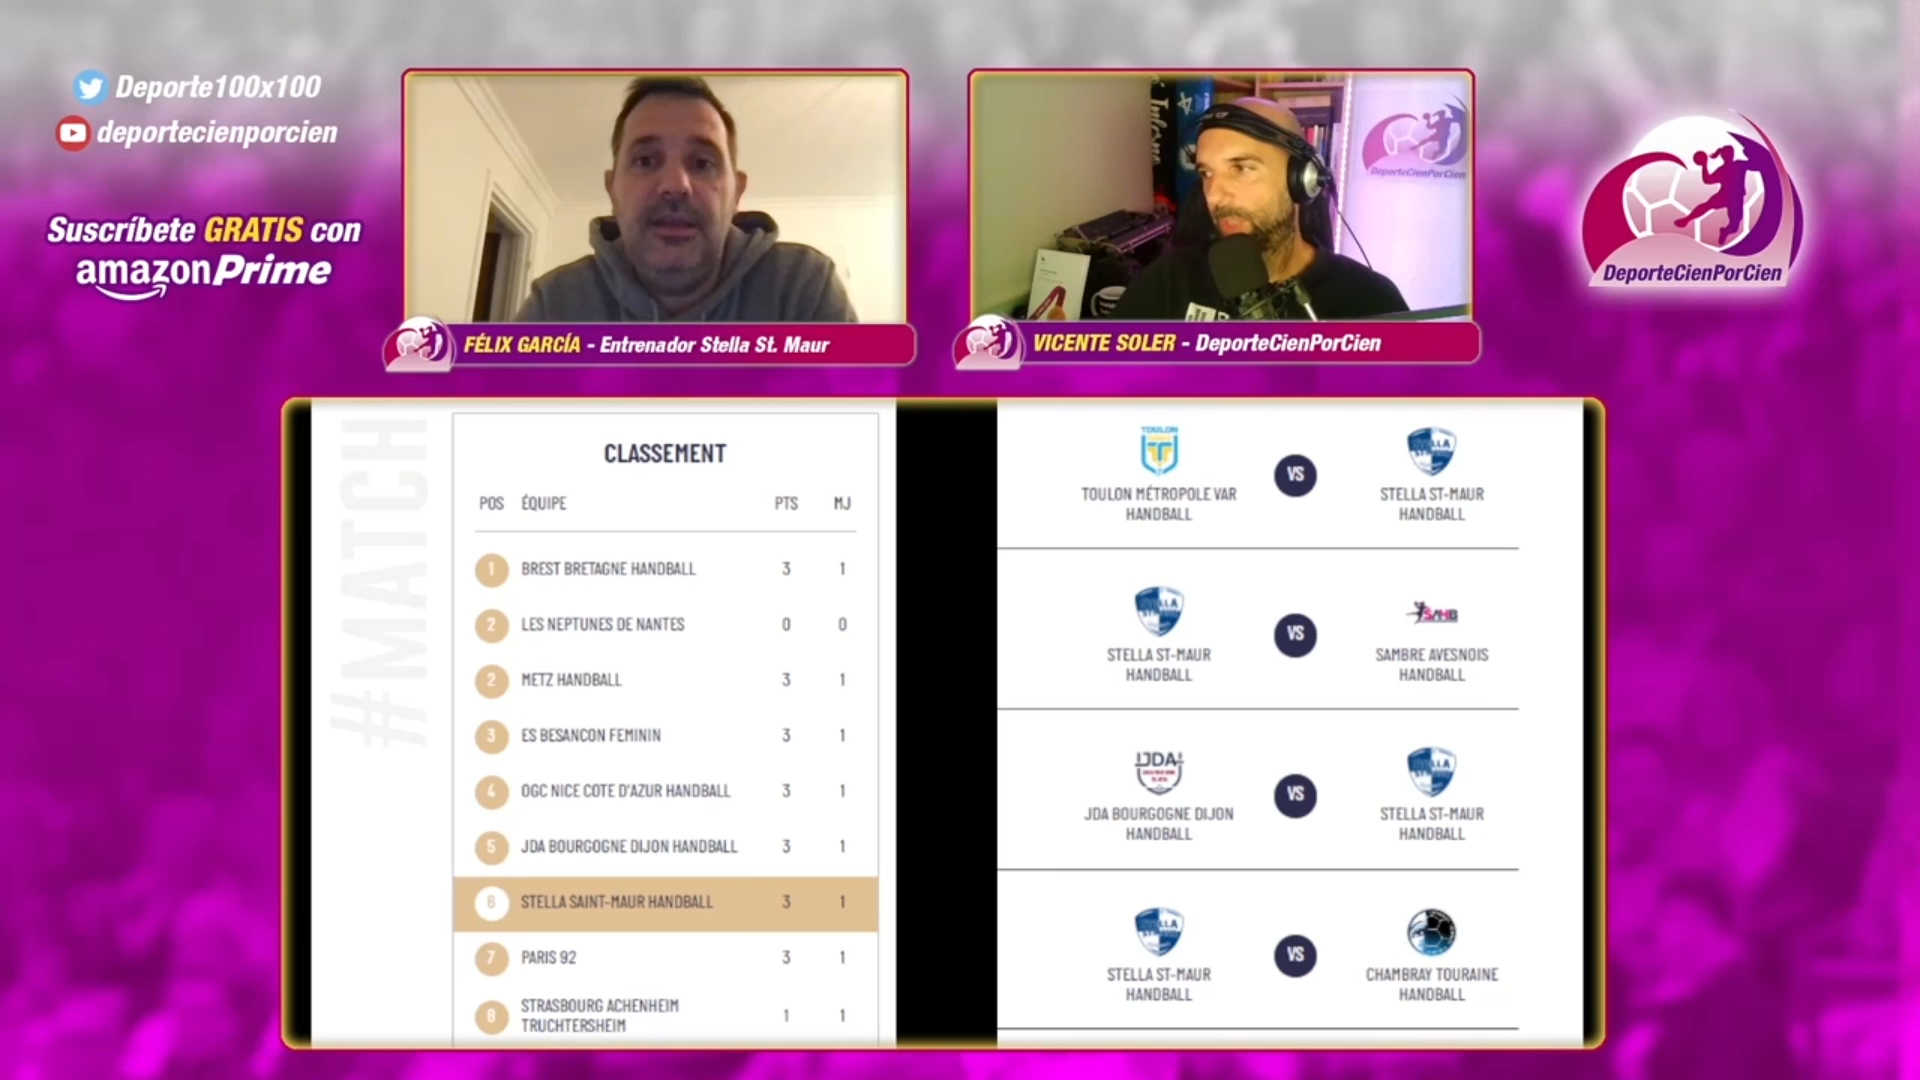 Deporte100x100
deportecienporcien
Suscríbete GRATIS con
amazonPrime
FÉLIX GARCÍA - Entrenador Stella St. Maur
DeporteCienPorCien
VICENTE SOLER - DeporteCienPorCien
DeporteCienPorCien
#MATCH
CLASSEMENT
POS ÉQUIPE PTS MJ
1 BREST BRETAGNE HANDBALL 3 1
2 LES NEPTUNES DE NANTES 0 0
2 METZ HANDBALL 3 1
3 ES BESANCON FEMININ 3 1
4 OGC NICE COTE D'AZUR HANDBALL 3 1
5 JDA BOURGOGNE DIJON HANDBALL 3 1
6 STELLA SAINT-MAUR HANDBALL 3 1
7 PARIS 92 3 1
8 STRASBOURG ACHENHEIM
TRUCHTERSHEIM 1 1
TOULON
TOULON MÉTROPOLE VAR
HANDBALL
VS
STELLA ST-MAUR
HANDBALL
STELLA ST-MAUR
HANDBALL
VS
SAHB
SAMBRE AVESNOIS
HANDBALL
JDA
JDA BOURGOGNE DIJON
HANDBALL
VS
STELLA ST-MAUR
HANDBALL
STELLA ST-MAUR
HANDBALL
VS
CHAMBRAY TOURAINE
HANDBALL